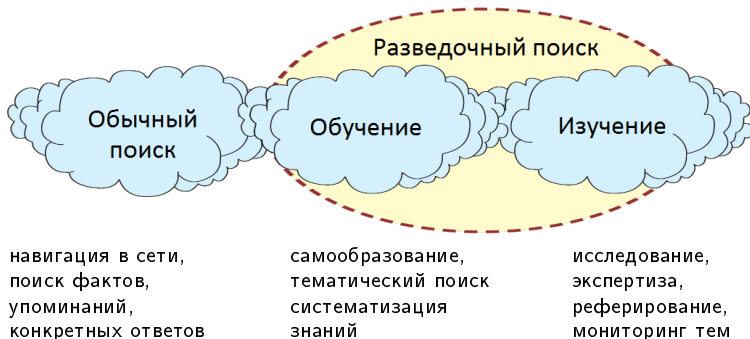 Разведочный поиск
Обычный
поиск
Обучение
Изучение
навигация в сети,
поиск фактов,
упоминаний,
конкретных ответов
самообразование,
тематический поиск
систематизация
знаний
исследование,
экспертиза,
реферирование,
мониторинг тем